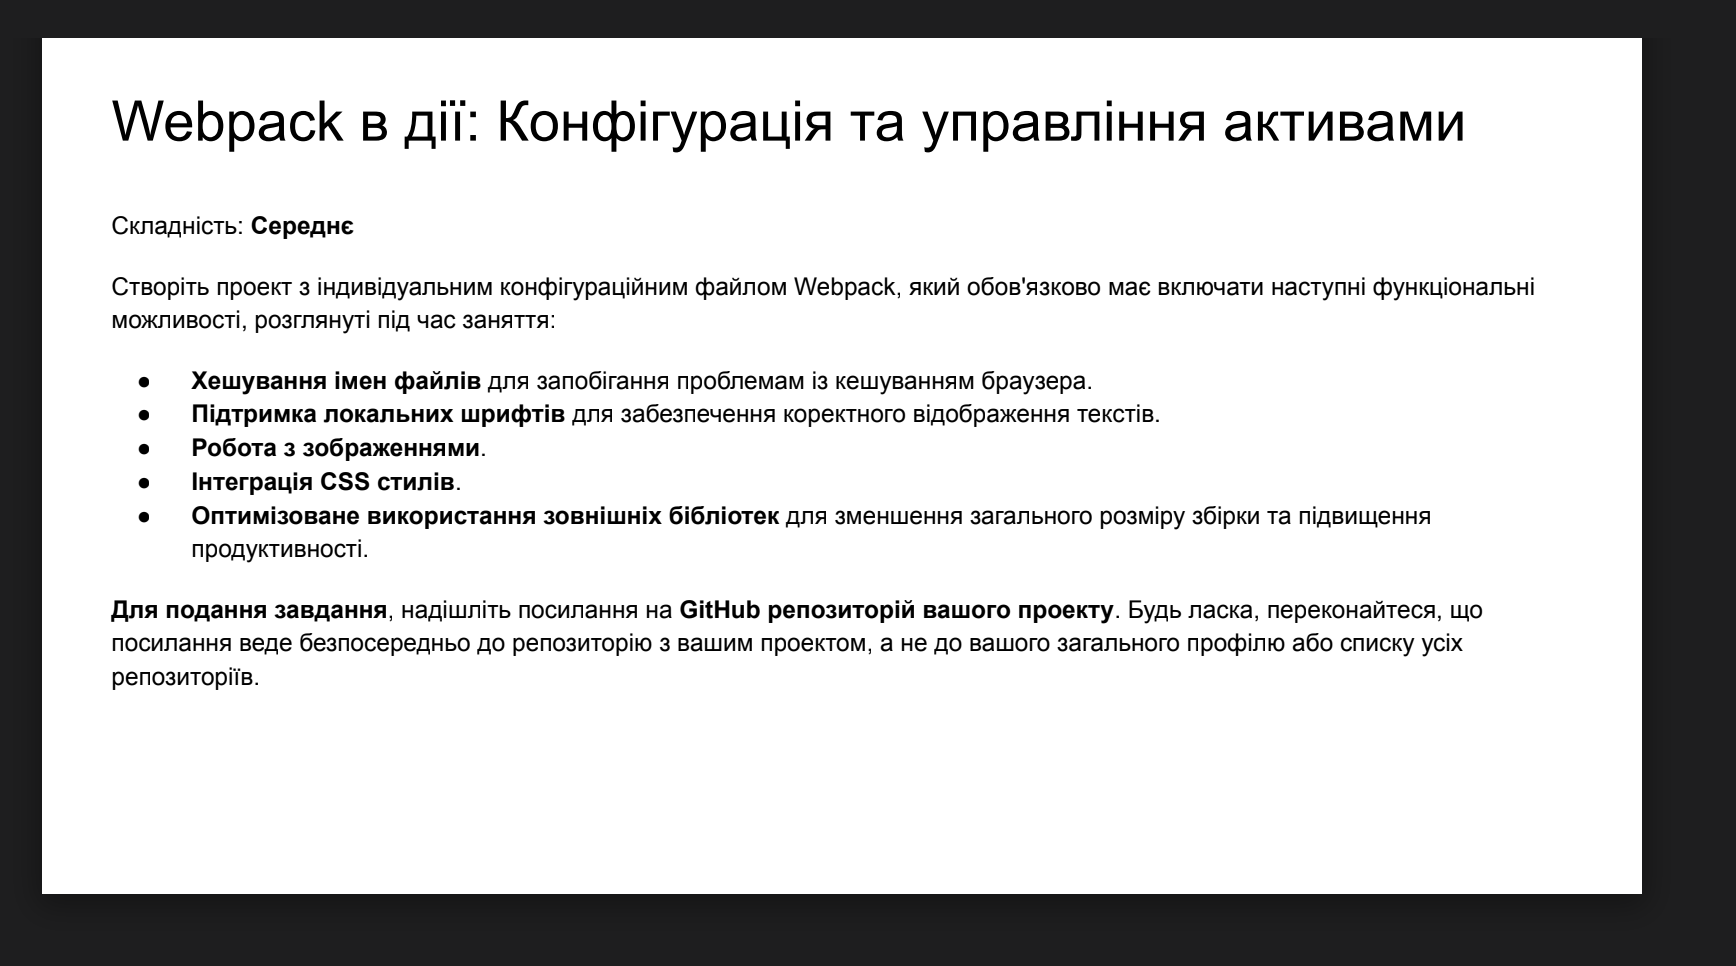 Webpack в дії: Конфігурація та управління активами
Складність: Середнє
Створіть проект з індивідуальним конфігураційним файлом Webpack, який обов'язково має включати наступні функціональні
можливості, розглянуті під час заняття:
● Хешування імен файлів для запобігання проблемам із кешуванням браузера.
● Підтримка локальних шрифтів для забезпечення коректного відображення текстів.
● Робота з зображеннями.
● Інтеграція CSS стилів.
● Оптимізоване використання зовнішніх бібліотек для зменшення загального розміру збірки та підвищення
продуктивності.
Для подання завдання, надішліть посилання на GitHub репозиторій вашого проекту. Будь ласка, переконайтеся, що
посилання веде безпосередньо до репозиторію з вашим проектом, а не до вашого загального профілю або списку усіх
репозиторіїв.